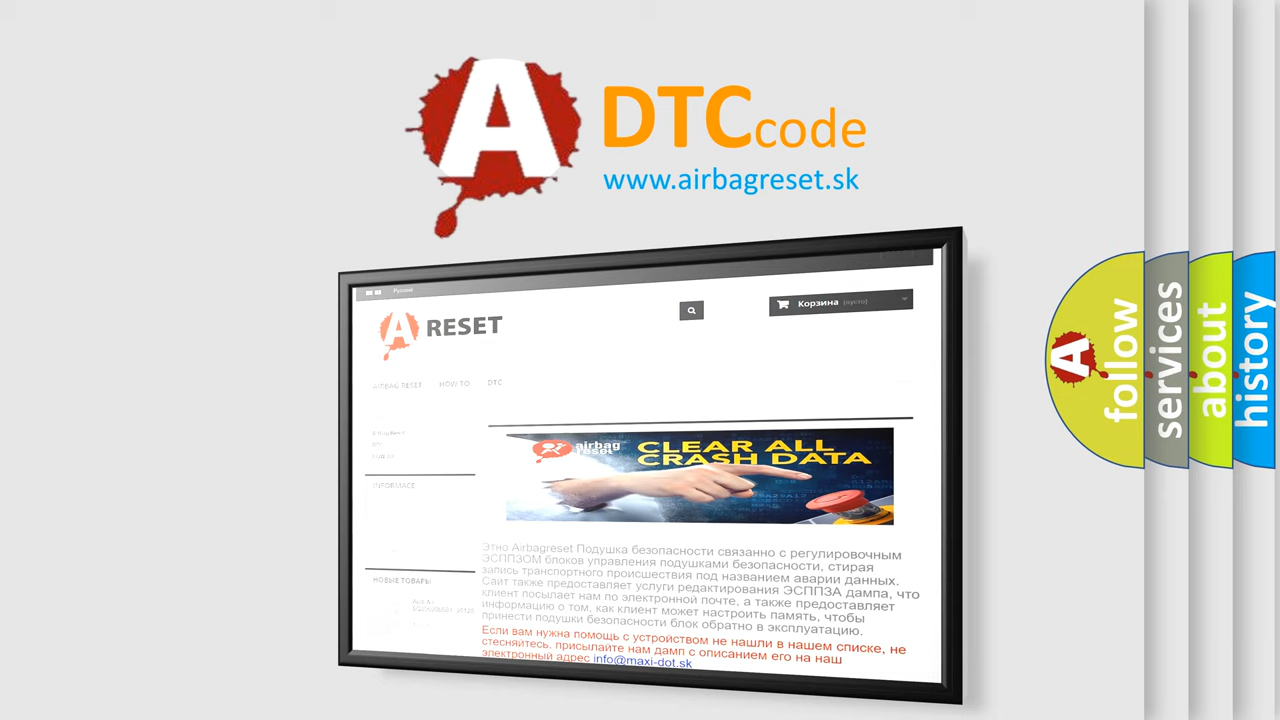 A DTCcode
www.airbagreset.sk
Русский
A RESET
Корзина (пусто)
AIRBAG RESET HOW TO DTC
INFORMACE
airbag
reset
CLEAR ALL
CRASH DATA
Этно Airbagreset Подушка безопасности связанно с регулировочным
ЭСППЗОМ блоков управления подушками безопасности, стирая
запись транспортного происшествия под названием аварии данных.
Сайт также предоставляет услуги редактирования ЭСППЗА дампа, что
клиент посылает нам по электронной почте, а также предоставляет
информацию о том, как клиент может настроить память, чтобы
принести подушки безопасности блок обратно в эксплуатацию.
Если вам нужна помощь с устройством не нашли в нашем списке, не
стесняйтесь, присылайте нам дамп с описанием его на наш
электронный адрес info@maxi-dot.sk
НОВЫЕ ТОВАРЫ
A follow
services
about
history